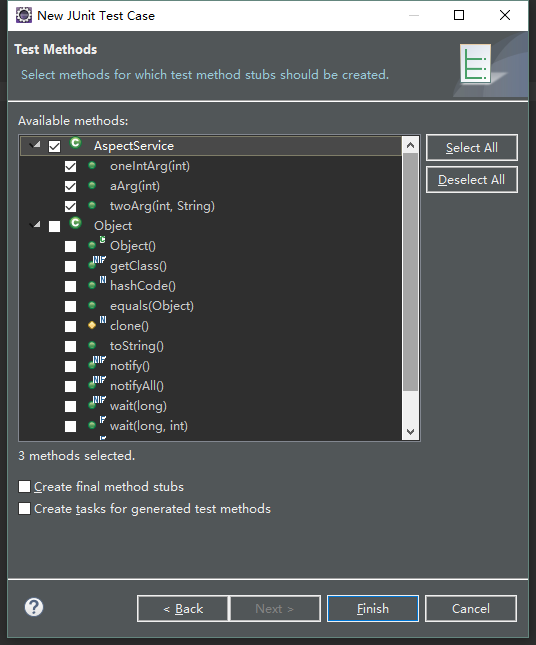 New JUnit Test Case
Test Methods
Select methods for which test method stubs should be created.
Available methods:
AspectService
oneIntArg(int)
aArg(int)
twoArg(int, String)
Object
Object()
getClass()
hashCode()
equals(Object)
clone()
toString()
notify()
notifyAll()
wait(long)
wait(long, int)
Select All
Deselect All
3 methods selected.
Create final method stubs
Create tasks for generated test methods
< Back
Next >
Finish
Cancel